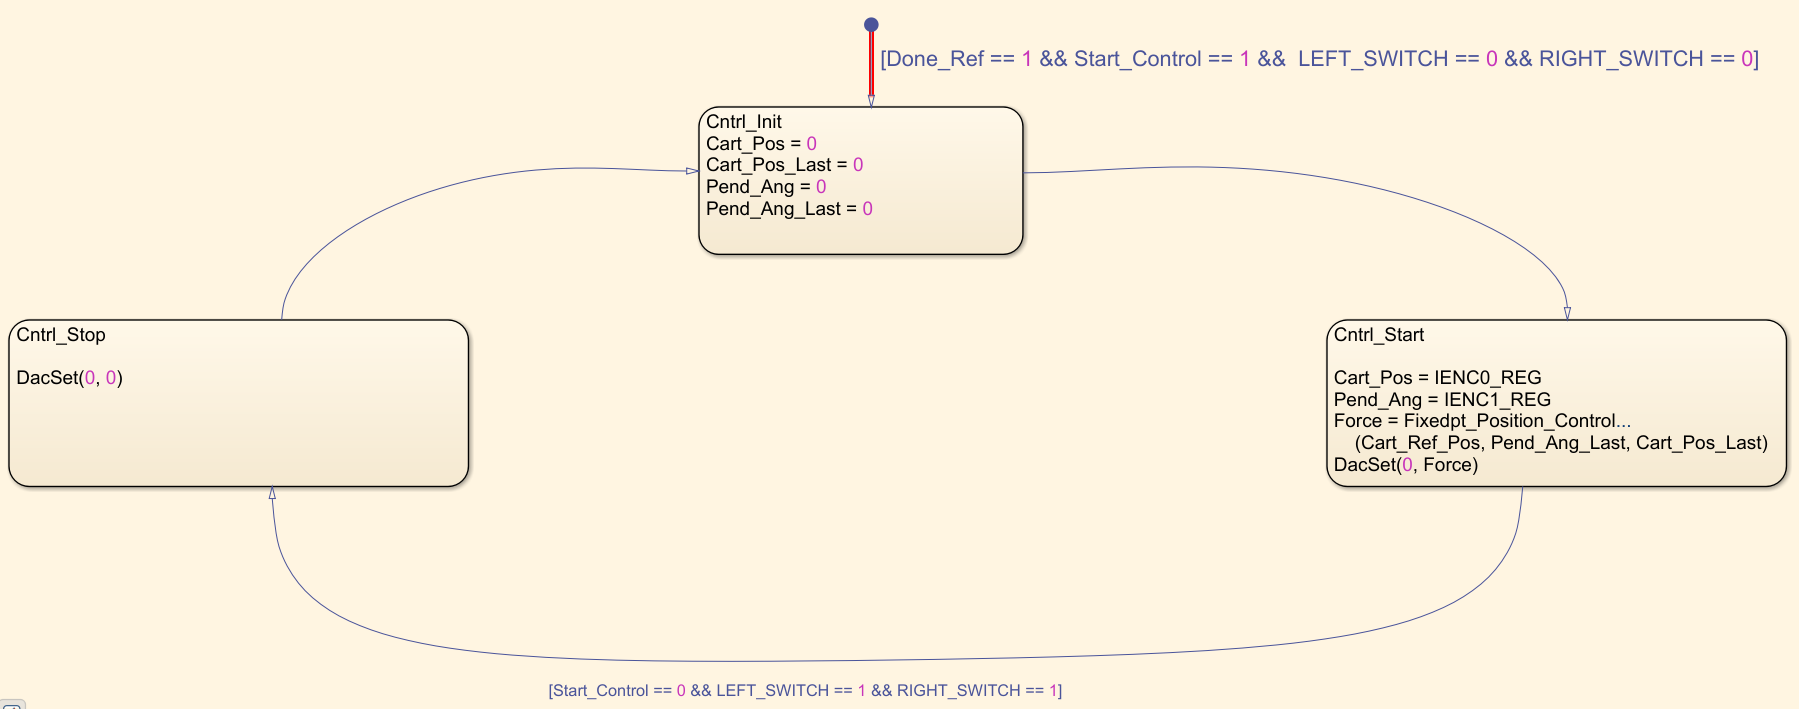 [Done_Ref == 1 && Start_Control == 1 &&  LEFT_SWITCH == 0 && RIGHT_SWITCH == 0]
Cntrl_Init
Cart_Pos = 0
Cart_Pos_Last = 0
Pend_Ang = 0
Pend_Ang_Last = 0
Cntrl_Stop
DacSet(0, 0)
Cntrl_Start
Cart_Pos = IENC0_REG
Pend_Ang = IENC1_REG
Force = Fixedpt_Position_Control...
(Cart_Ref_Pos, Pend_Ang_Last, Cart_Pos_Last)
DacSet(0, Force)
[Start_Control == 0 && LEFT_SWITCH == 1 && RIGHT_SWITCH == 1]